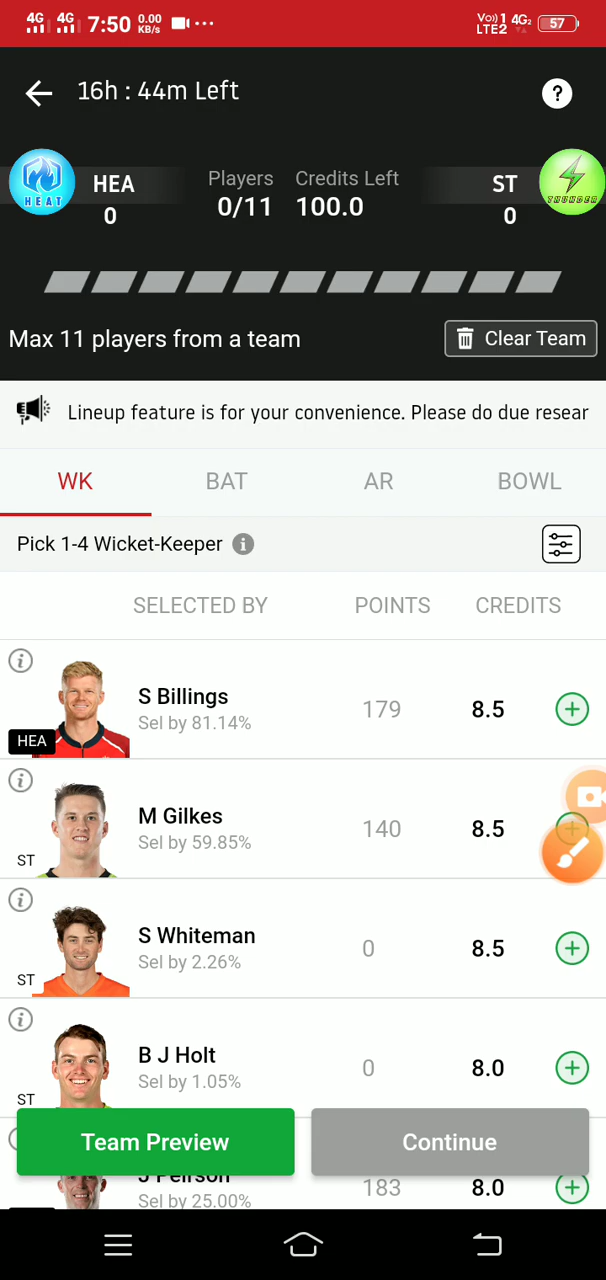 4G 4G 7:50 0.00 KB/s ... Vo)) 1 4G2 LTE2 57
16h : 44m Left ?
HEAT HEA Players Credits Left ST THUNDER
0 0/11 100.0 0
Max 11 players from a team Clear Team
Lineup feature is for your convenience. Please do due resear
WK BAT AR BOWL
Pick 1-4 Wicket-Keeper i
SELECTED BY POINTS CREDITS
i
S Billings
Sel by 81.14% 179 8.5 +
HEA
i
M Gilkes
Sel by 59.85% 140 8.5 +
ST
i
S Whiteman
Sel by 2.26% 0 8.5 +
ST
i
B J Holt
Sel by 1.05% 0 8.0 +
ST
Team Preview Continue
J Peirson
Sel by 25.00% 183 8.0 +